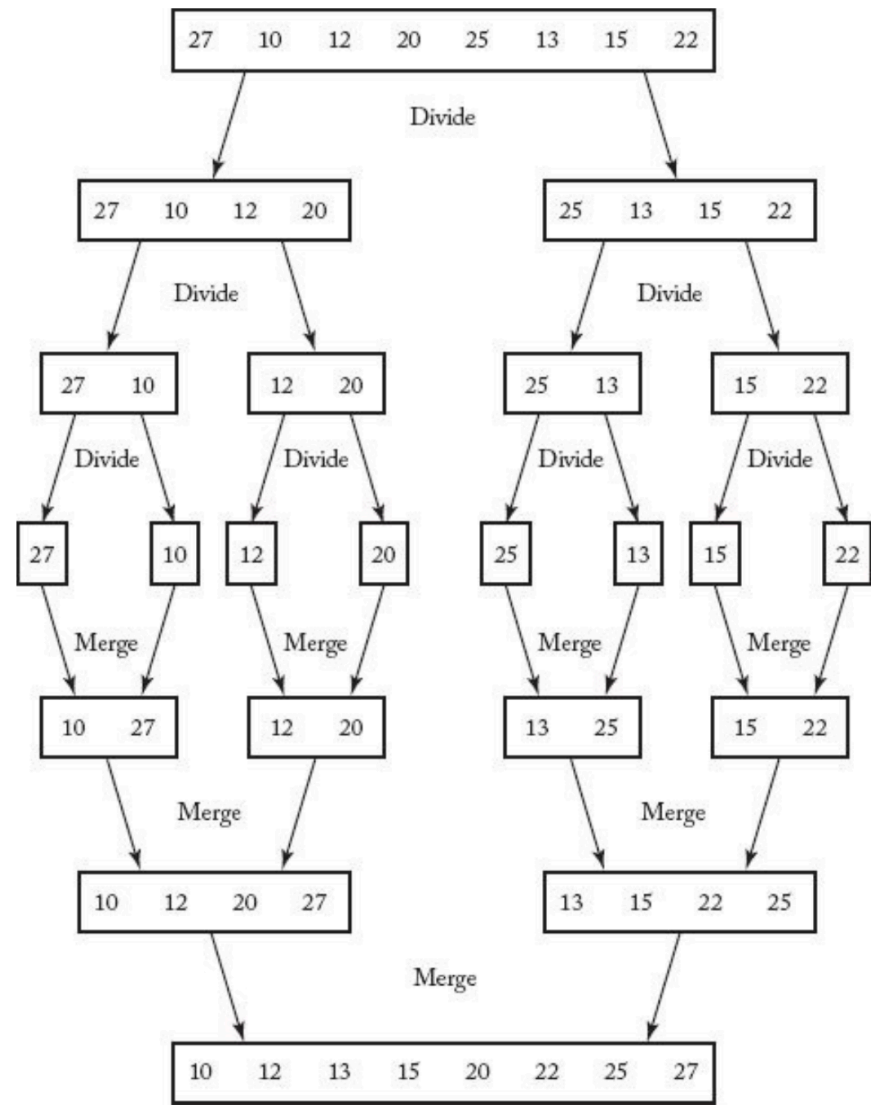 27 10 12 20 25 13 15 22
Divide
27 10 12 20
25 13 15 22
Divide
Divide
27 10
12 20
25 13
15 22
Divide
Divide
Divide
Divide
27
10
12
20
25
13
15
22
Merge
Merge
Merge
Merge
10 27
12 20
13 25
15 22
Merge
Merge
10 12 20 27
13 15 22 25
Merge
10 12 13 15 20 22 25 27